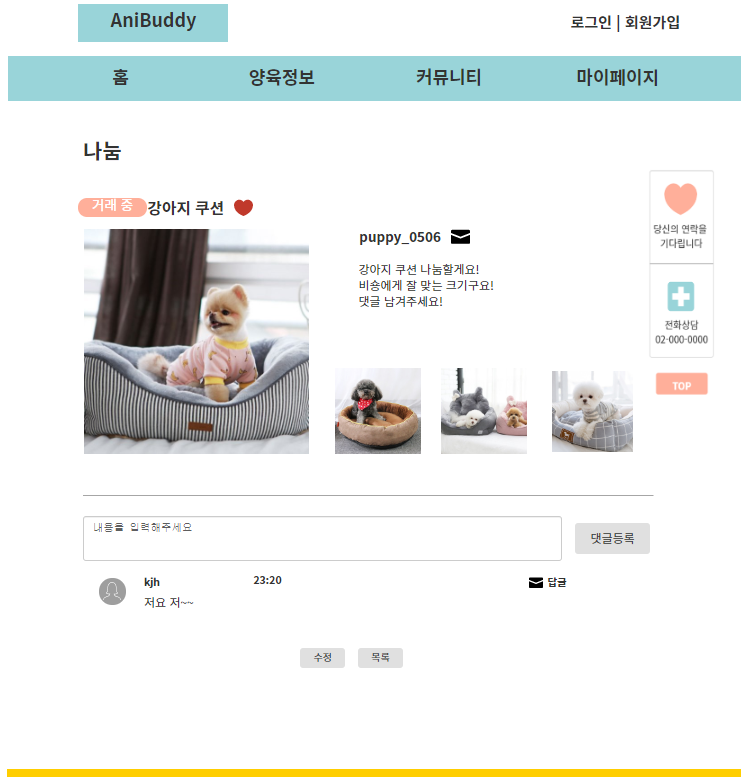 AniBuddy
로그인 | 회원가입
홈 양육정보 커뮤니티 마이페이지
나눔
거래 중 강아지 쿠션
puppy_0506
강아지 쿠션 나눔할게요!
비숑에게 잘 맞는 크기구요!
댓글 남겨주세요!
당신의 연락을
기다립니다
전화상담
02-000-0000
TOP
내용을 입력해주세요
댓글등록
kjh 23:20 답글
저요 저~~
수정 목록